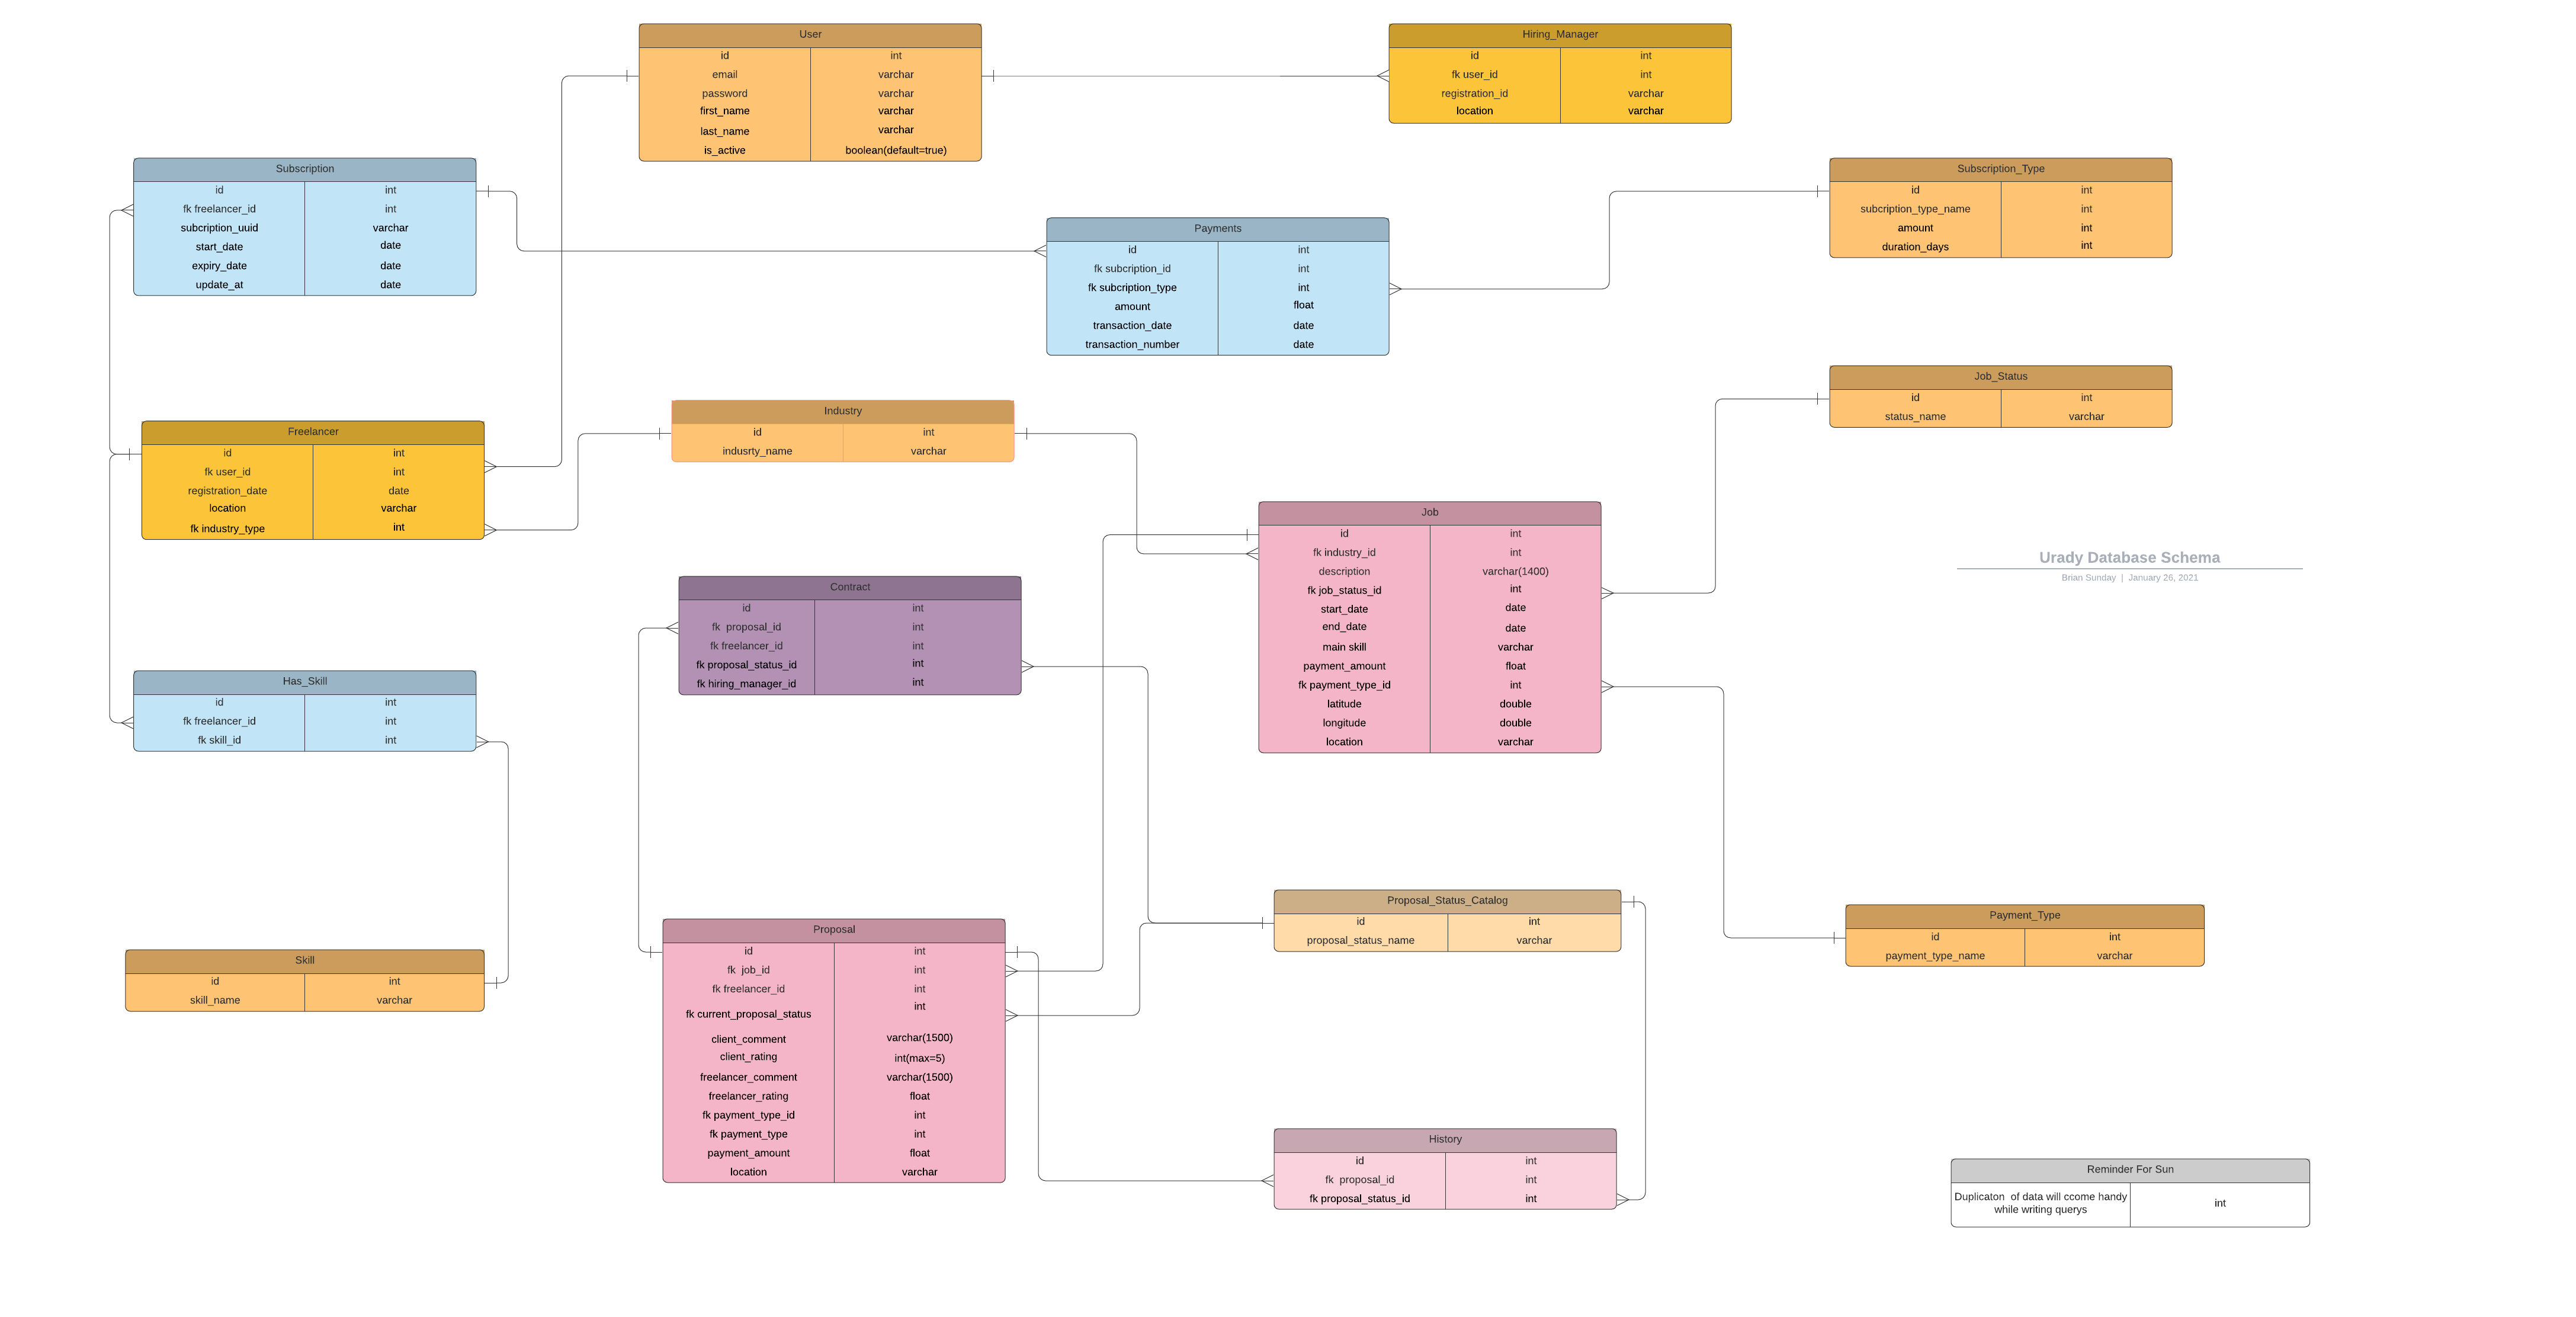 User
id int
email varchar
password varchar
first_name varchar
last_name varchar
is_active boolean(default=true)
Hiring_Manager
id int
fk user_id int
registration_id varchar
location varchar
Subscription
id int
fk freelancer_id int
subcription_uuid varchar
start_date date
expiry_date date
update_at date
Subscription_Type
id int
subcription_type_name int
amount int
duration_days int
Payments
id int
fk subcription_id int
fk subcription_type int
amount float
transaction_date date
transaction_number date
Job_Status
id int
status_name varchar
Industry
id int
indusrty_name varchar
Freelancer
id int
fk user_id int
registration_date date
location varchar
fk industry_type int
Job
id int
fk industry_id int
description varchar(1400)
fk job_status_id int
start_date date
end_date date
main skill varchar
payment_amount float
fk payment_type_id int
latitude double
longitude double
location varchar
Urady Database Schema
Brian Sunday | January 26, 2021
Contract
id int
fk proposal_id int
fk freelancer_id int
fk proposal_status_id int
fk hiring_manager_id int
Has_Skill
id int
fk freelancer_id int
fk skill_id int
Proposal_Status_Catalog
id int
proposal_status_name varchar
Payment_Type
id int
payment_type_name varchar
Proposal
id int
fk job_id int
fk freelancer_id int
fk current_proposal_status int
client_comment varchar(1500)
client_rating int(max=5)
freelancer_comment varchar(1500)
freelancer_rating float
fk payment_type_id int
fk payment_type int
payment_amount float
location varchar
Skill
id int
skill_name varchar
History
id int
fk proposal_id int
fk proposal_status_id int
Reminder For Sun
Duplicaton of data will ccome handy
while writing querys
int